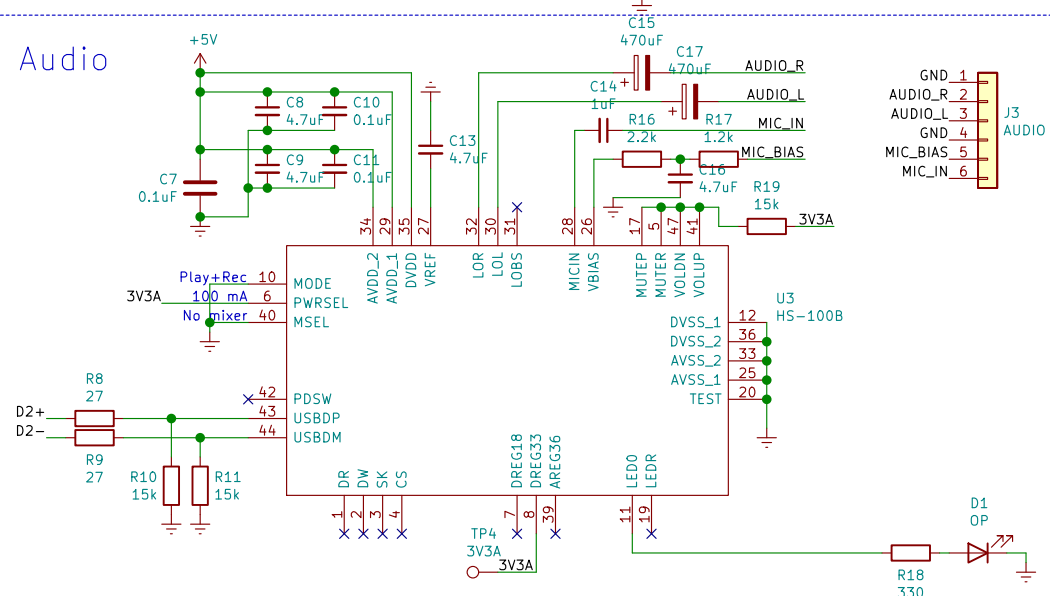 Audio
+5V
C15
470uF
C17
470uF
AUDIO_R
AUDIO_L
C14
1uF
MIC_IN
R16
2.2k
R17
1.2k
MIC_BIAS
C16
4.7uF
R19
15k
3V3A
C8
4.7uF
C10
0.1uF
C9
4.7uF
C11
0.1uF
C13
4.7uF
C7
0.1uF
GND 1
AUDIO_R 2
AUDIO_L 3
GND 4
MIC_BIAS 5
MIC_IN 6
J3
AUDIO
34 29 35 27 32 30 31 28 26 17 5 47 41
AVDD_2 AVDD_1 DVDD VREF LOR LOL LOBS MICIN VBIAS MUTEP MUTER VOLDN VOLUP
Play+Rec 10 MODE
3V3A 100 mA 6 PWRSEL
No mixer 40 MSEL
U3
HS-100B
DVSS_1 12
DVSS_2 36
AVSS_2 33
AVSS_1 25
TEST 20
42 PDSW
43 USBDP
44 USBDM
R8
27
D2+
D2-
R9
27
R10
15k
R11
15k
DR DW SK CS DREG18 DREG33 AREG36 LED0 LEDR
1 2 3 4 7 8 39 11 19
TP4
3V3A
3V3A
D1
OP
R18
330